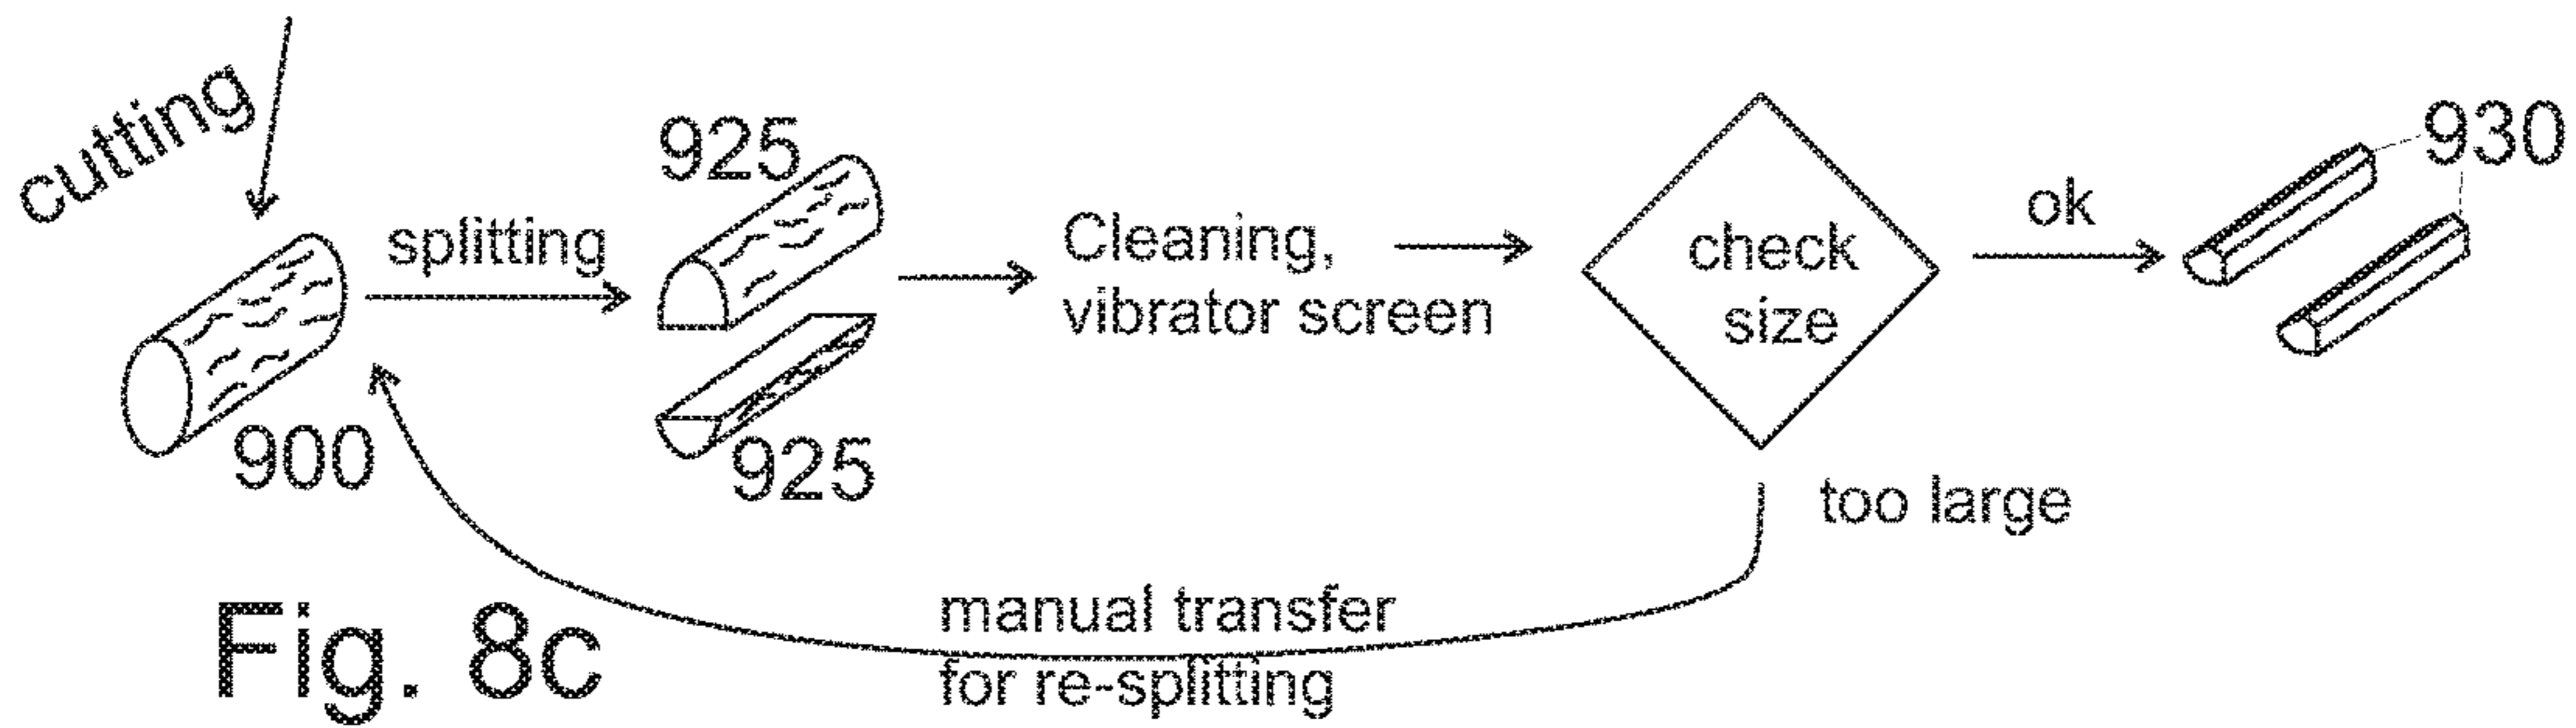 cutting
900
splitting
925
925
Cleaning,
vibrator screen
check
size
ok
930
too large
manual transfer
for re-splitting
Fig. 8c